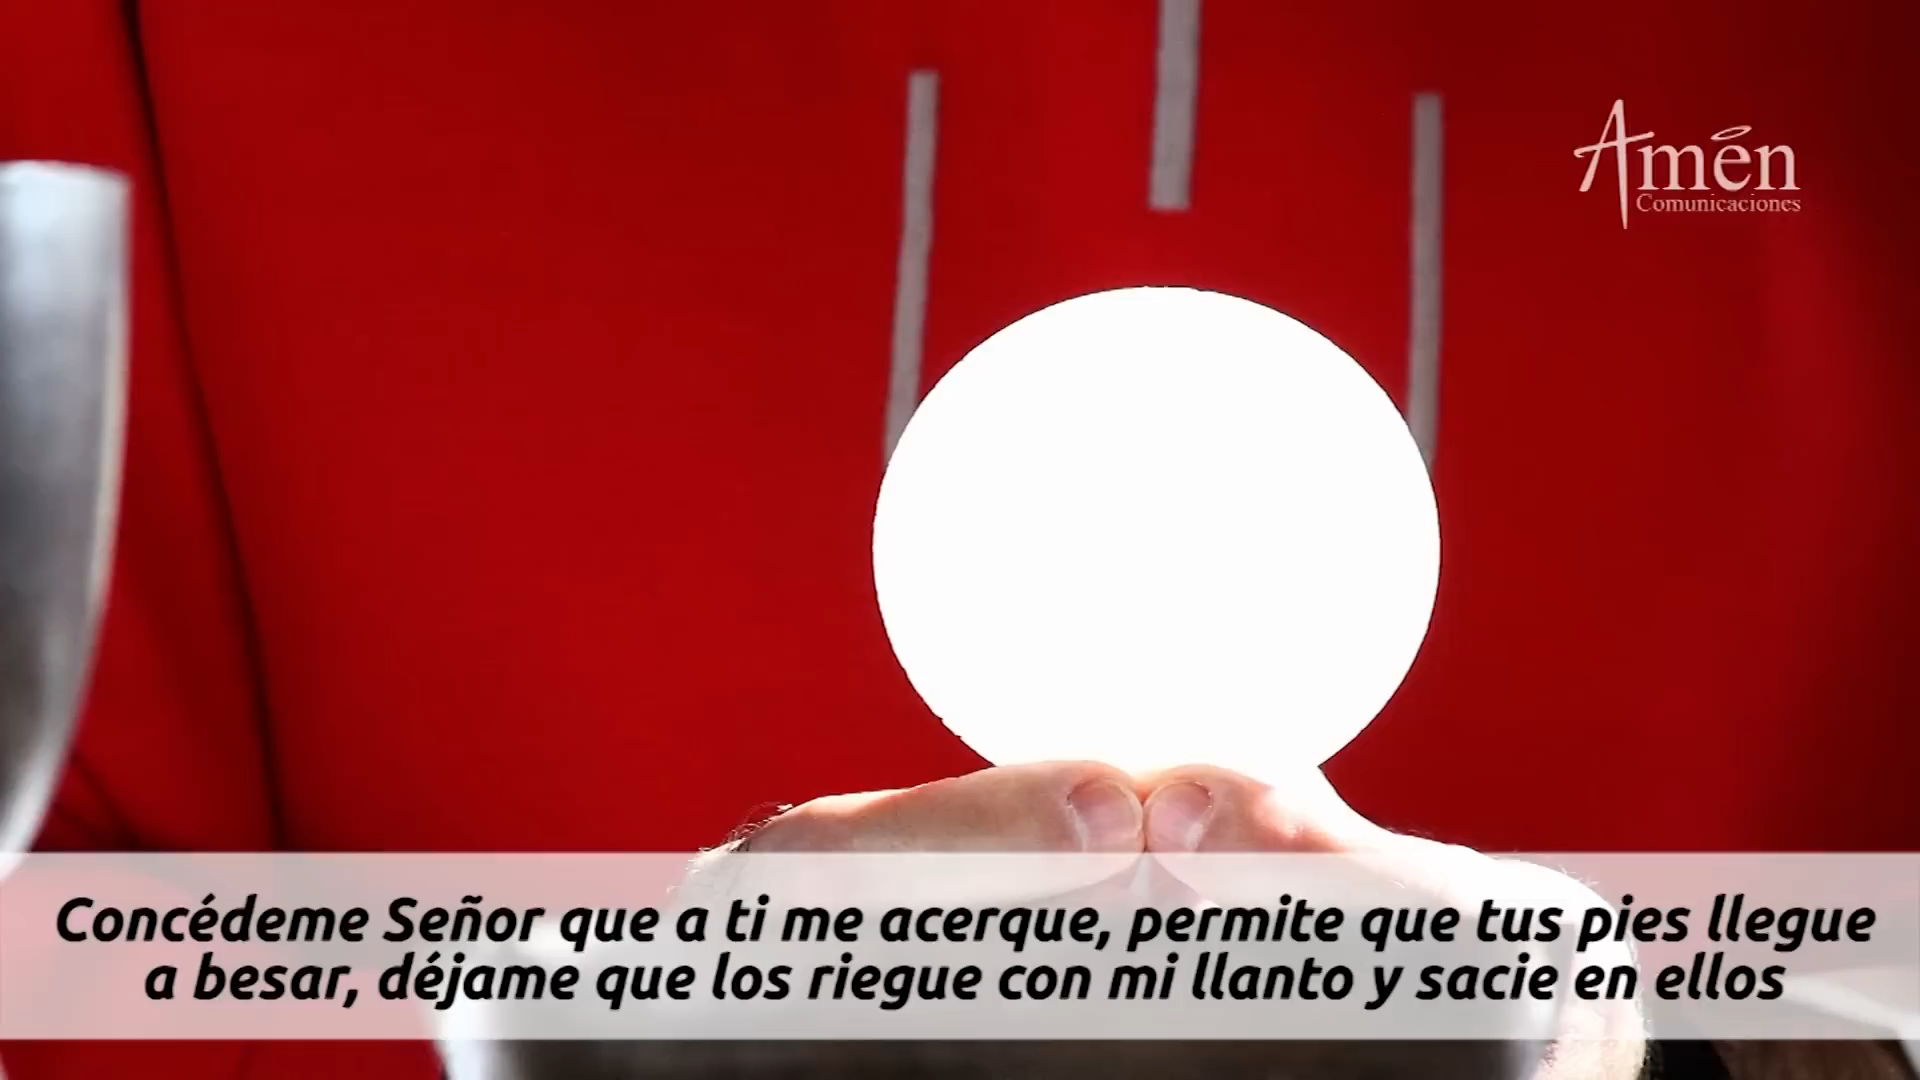 Amén
Comunicaciones
Concédeme Señor que a ti me acerque, permite que tus pies llegue
a besar, déjame que los riegue con mi llanto y sacie en ellos